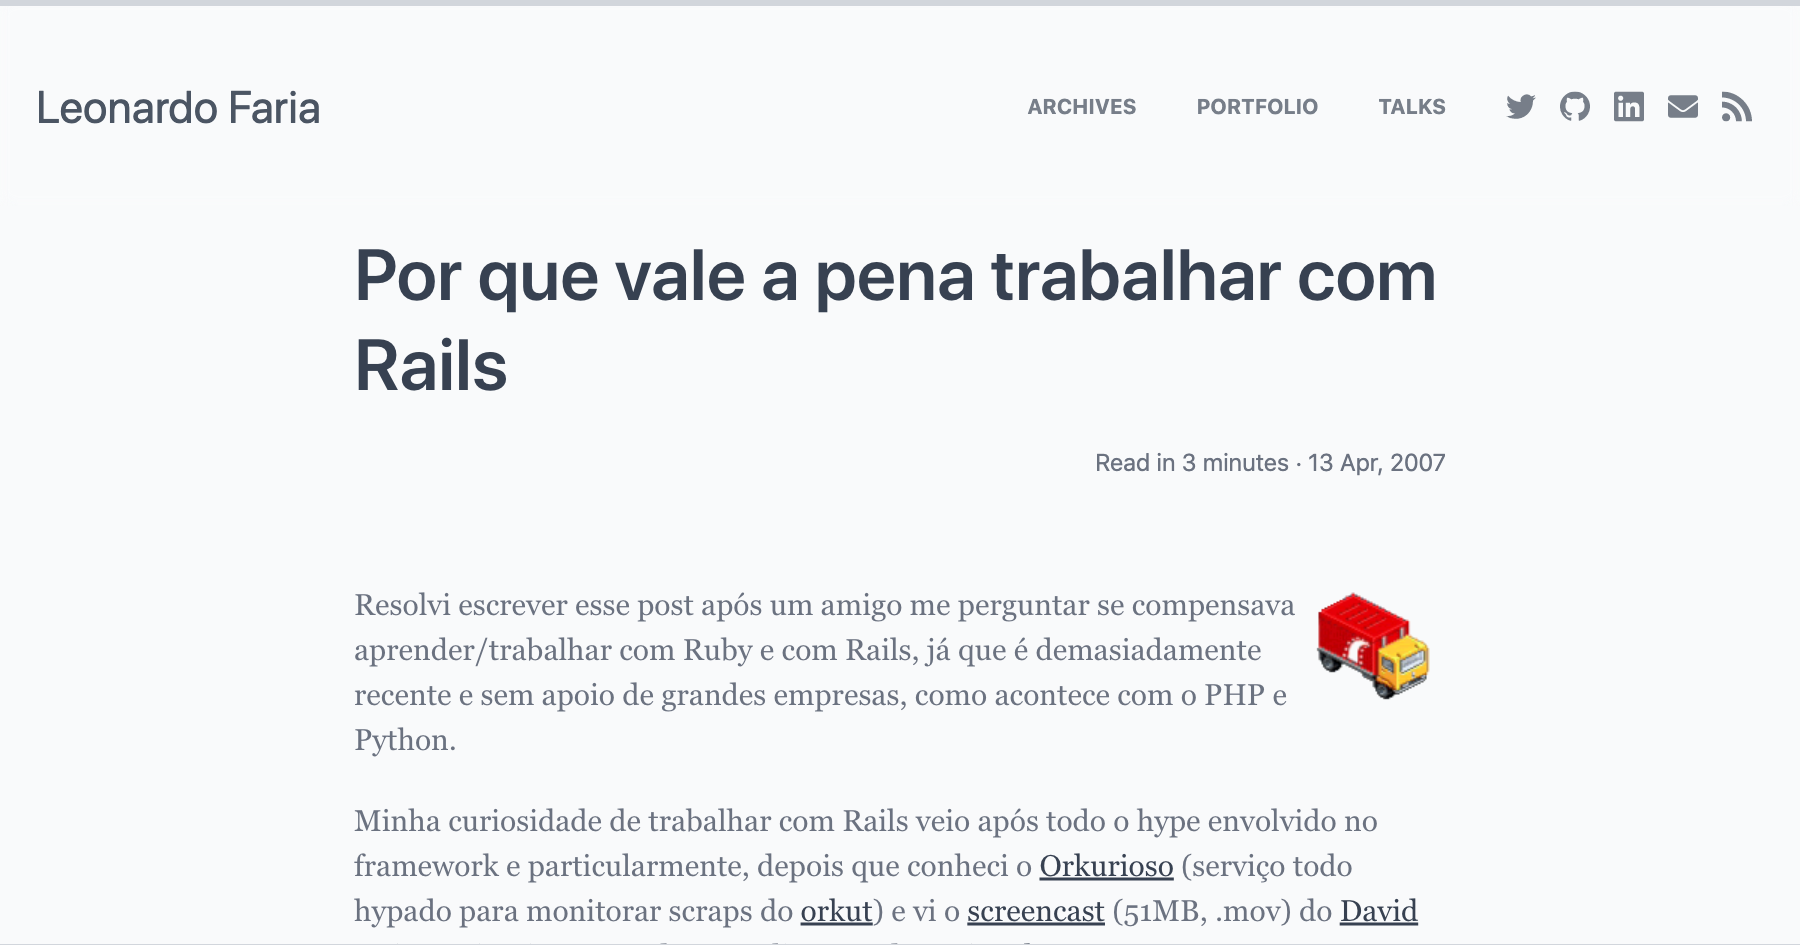 Leonardo Faria
ARCHIVES PORTFOLIO TALKS
Por que vale a pena trabalhar com
Rails
Read in 3 minutes · 13 Apr, 2007
Resolvi escrever esse post após um amigo me perguntar se compensava
aprender/trabalhar com Ruby e com Rails, já que é demasiadamente
recente e sem apoio de grandes empresas, como acontece com o PHP e
Python.
Minha curiosidade de trabalhar com Rails veio após todo o hype envolvido no
framework e particularmente, depois que conheci o Orkurioso (serviço todo
hypado para monitorar scraps do orkut) e vi o screencast (51MB, .mov) do David